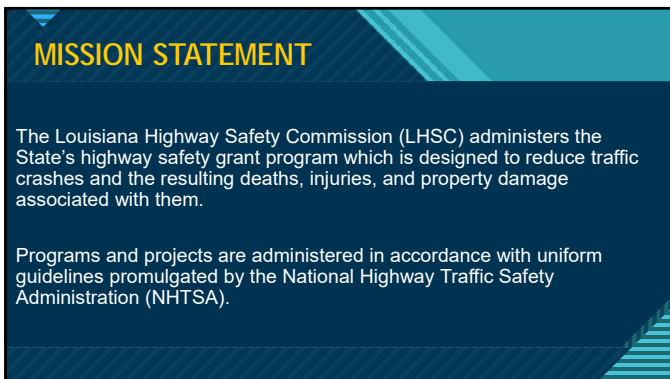 MISSION STATEMENT
The Louisiana Highway Safety Commission (LHSC) administers the
State's highway safety grant program which is designed to reduce traffic
crashes and the resulting deaths, injuries, and property damage
associated with them.
Programs and projects are administered in accordance with uniform
guidelines promulgated by the National Highway Traffic Safety
Administration (NHTSA).